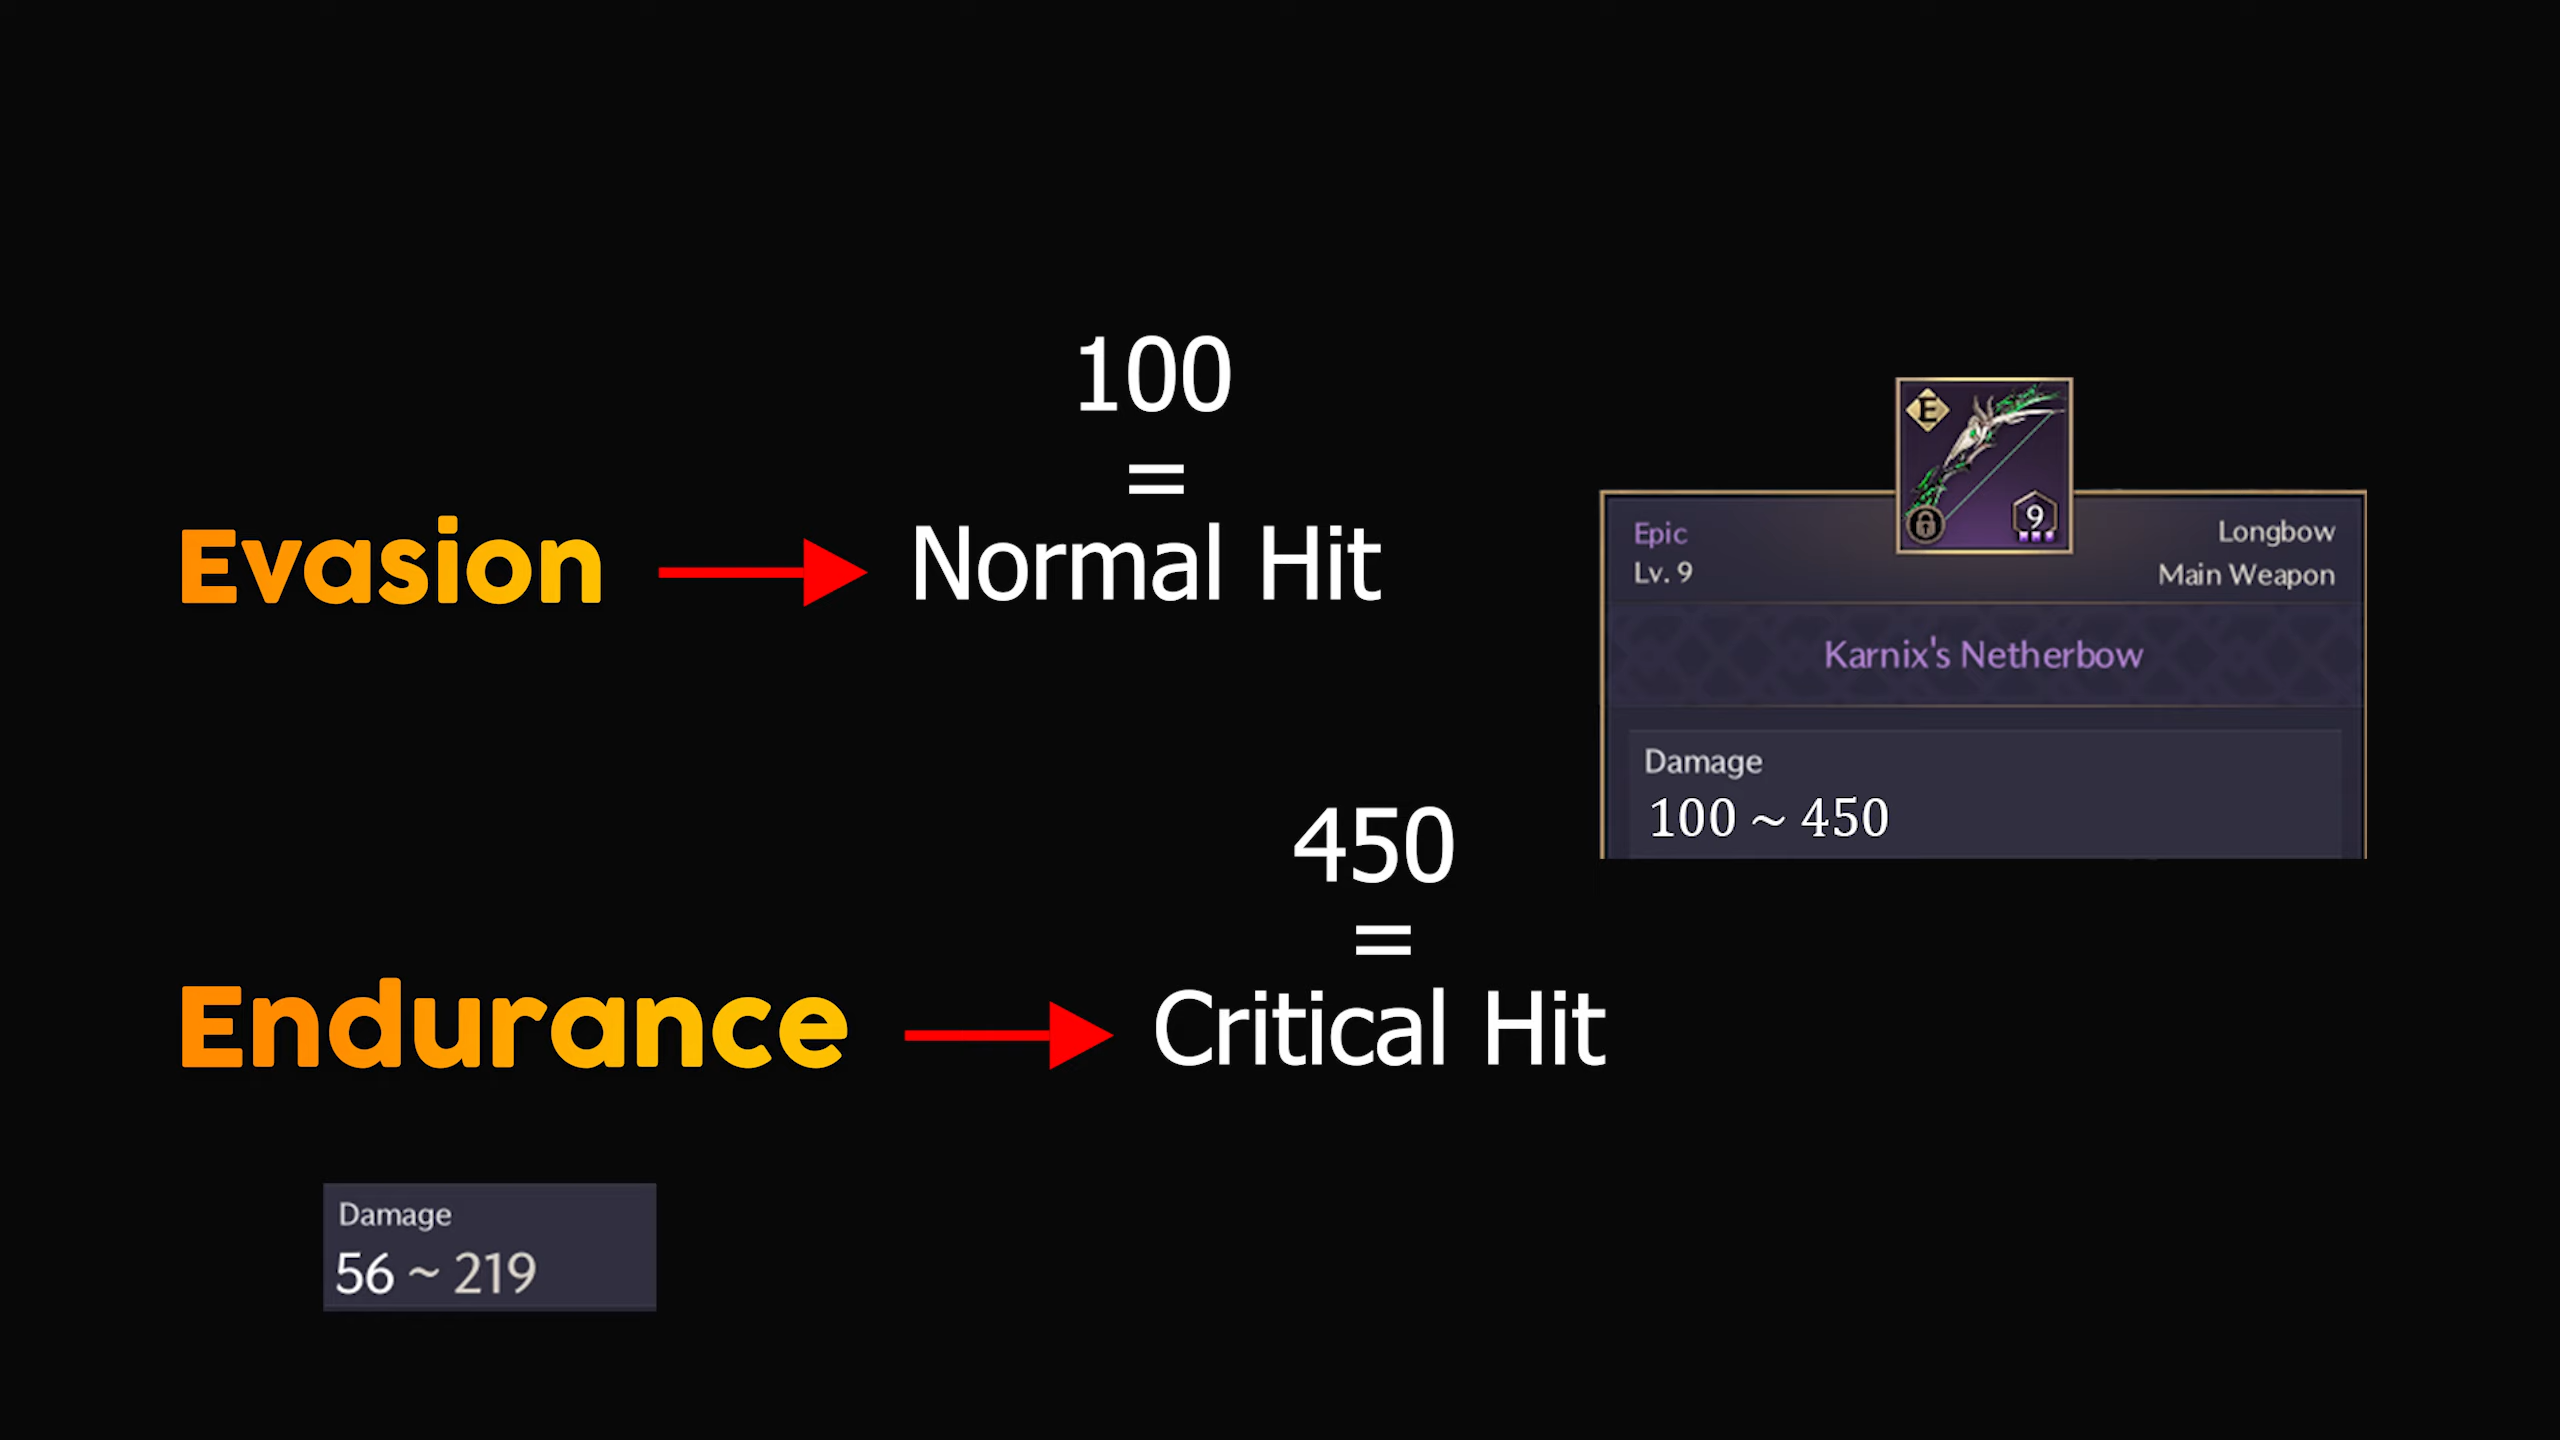 100
=
Evasion → Normal Hit
E
9
Epic
Longbow
Lv. 9
Main Weapon
Karnix's Netherbow
Damage
100 ~ 450
450
=
Endurance → Critical Hit
Damage
56 ~ 219